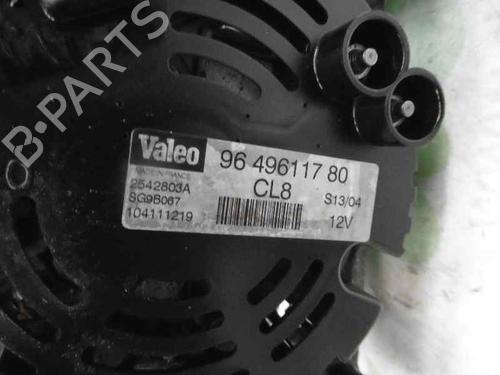 B-PARTS
Valeo
96 496117 80
MADE IN FRANCE
CL8
2542803A
S13/04
SG9B067
104111219
12V